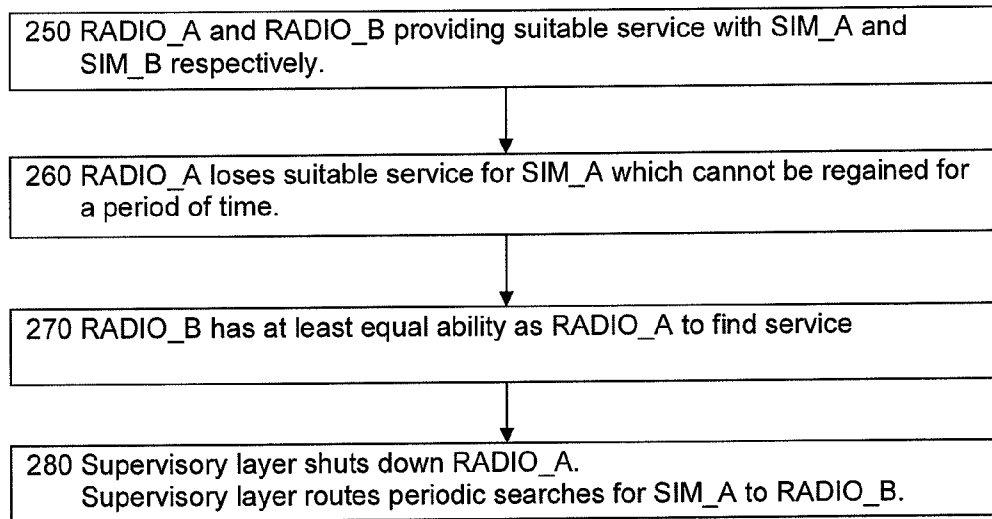 250 RADIO_A and RADIO_B providing suitable service with SIM_A and
SIM_B respectively.
260 RADIO_A loses suitable service for SIM_A which cannot be regained for
a period of time.
270 RADIO_B has at least equal ability as RADIO_A to find service
280 Supervisory layer shuts down RADIO_A.
Supervisory layer routes periodic searches for SIM_A to RADIO_B.